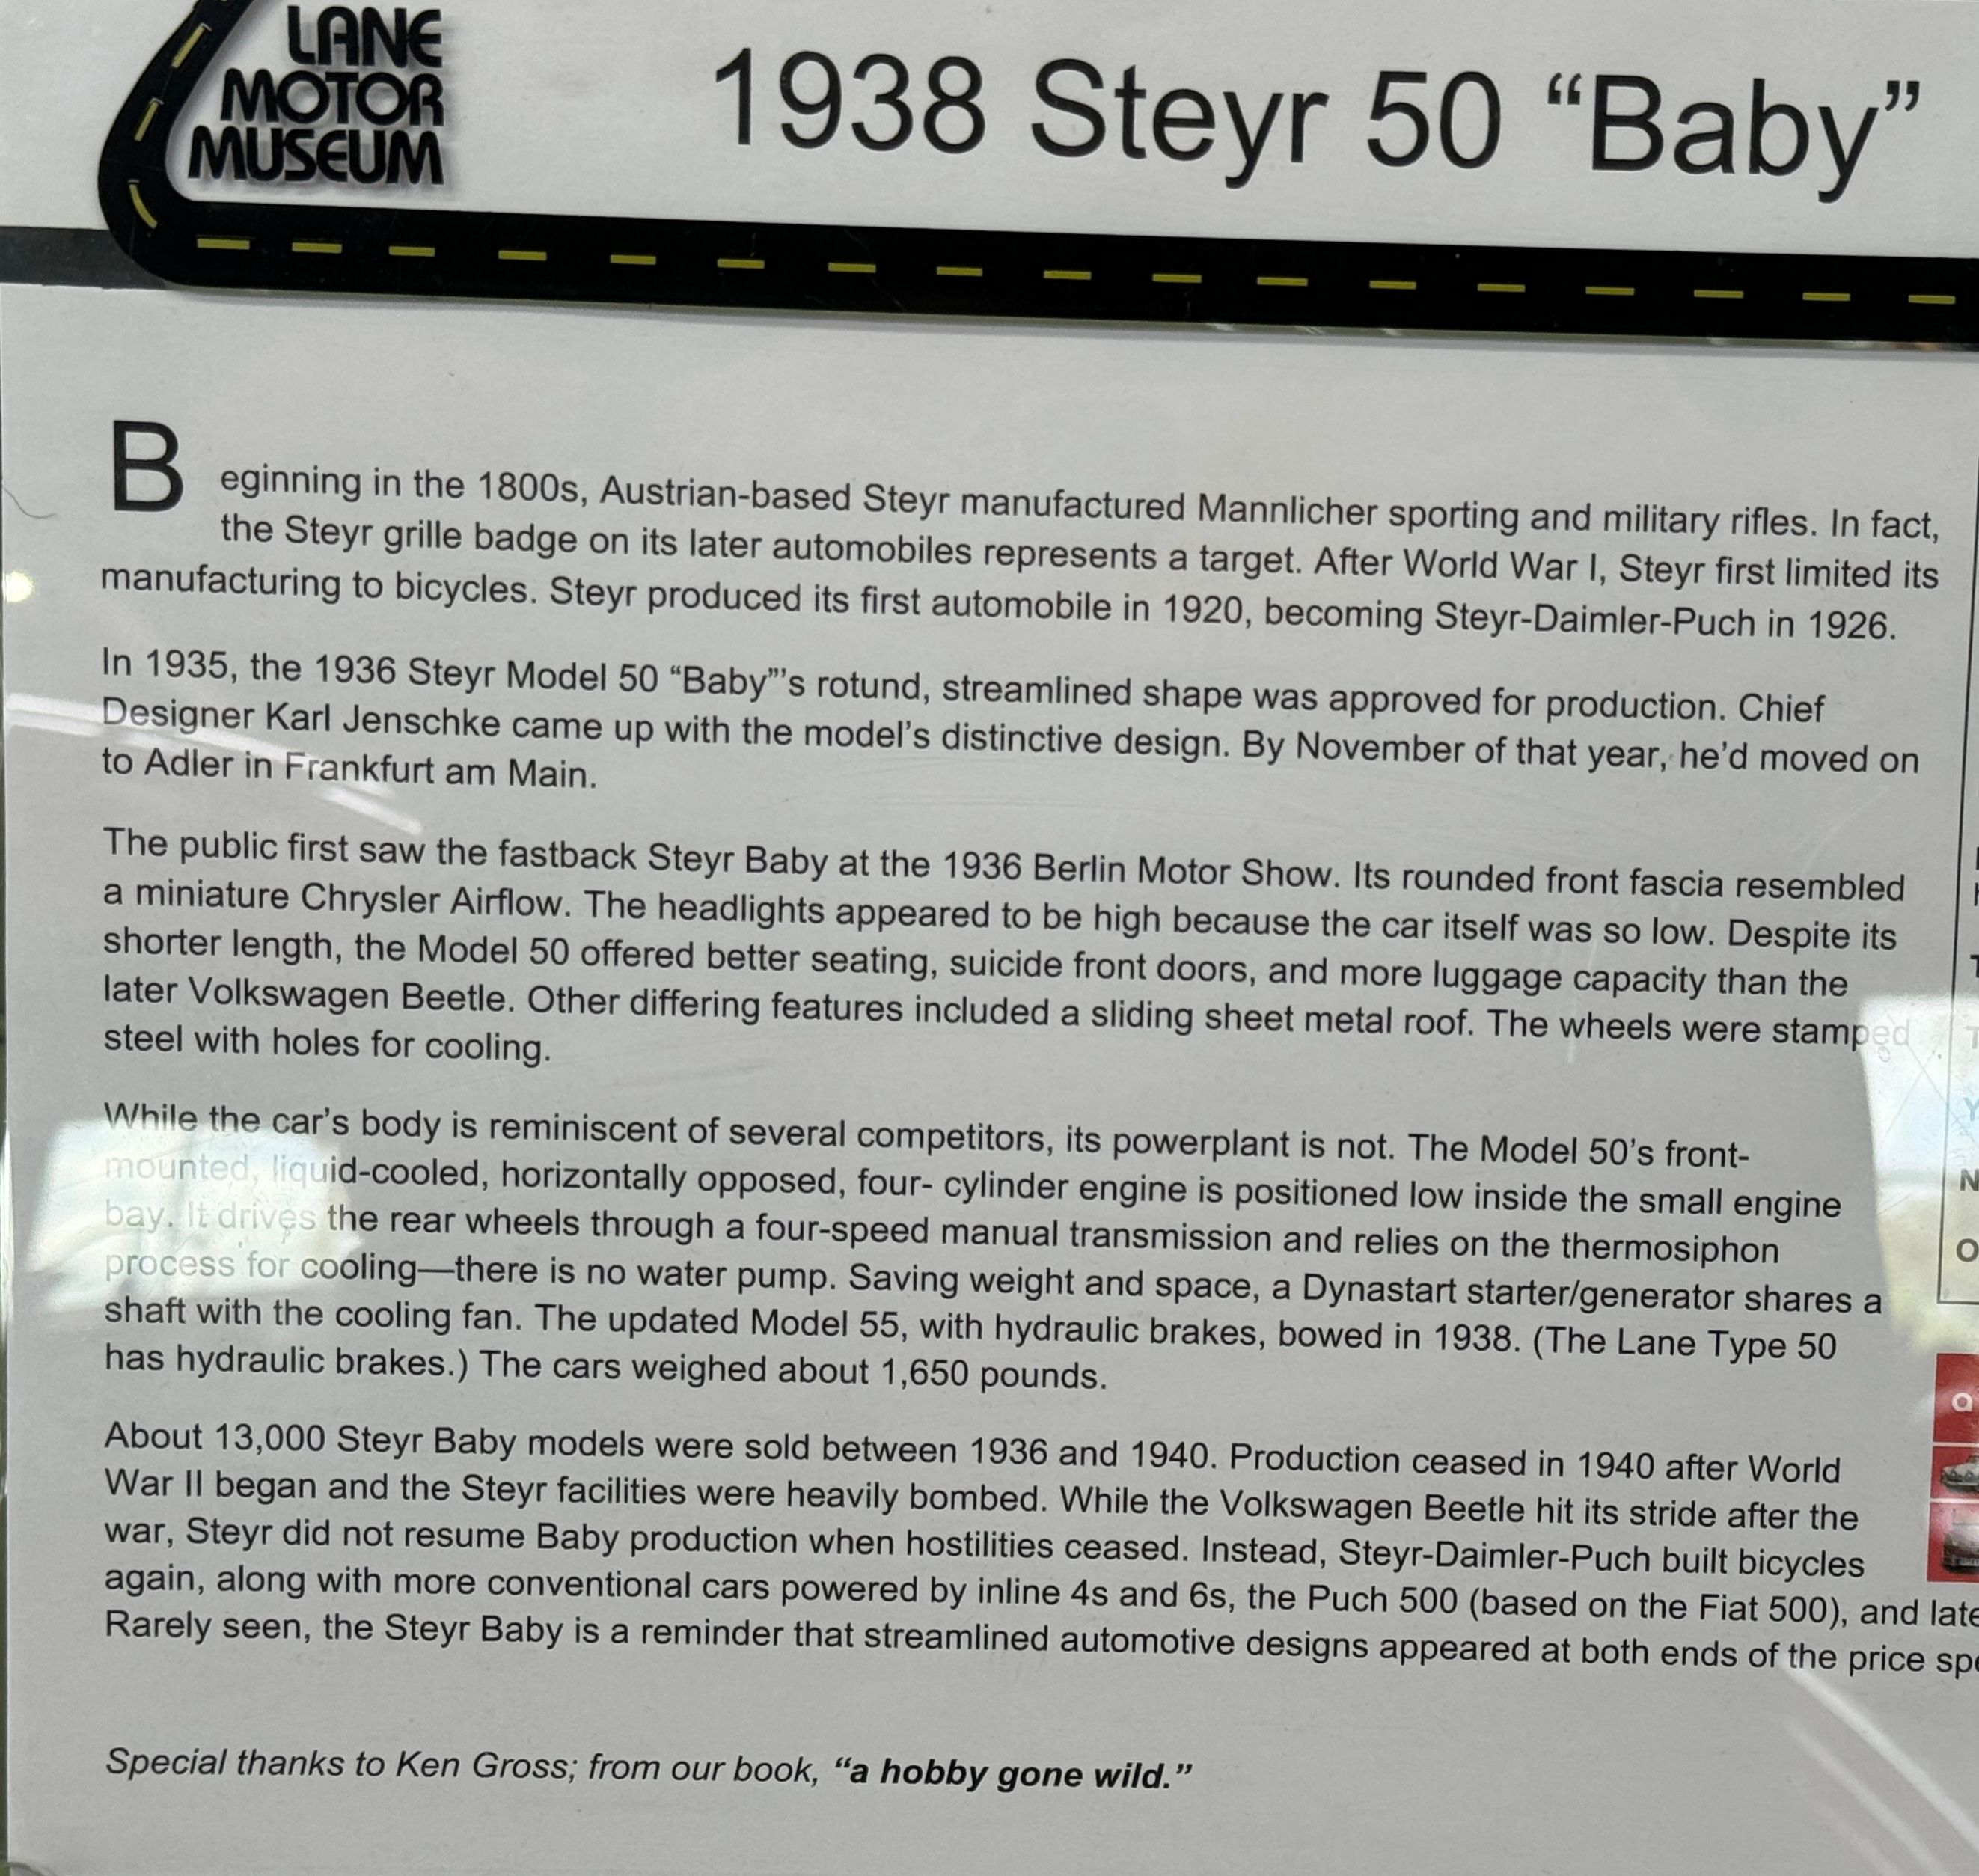 LANE
MOTOR
MUSEUM
1938 Steyr 50 “Baby”
Beginning in the 1800s, Austrian-based Steyr manufactured Mannlicher sporting and military rifles. In fact,
the Steyr grille badge on its later automobiles represents a target. After World War I, Steyr first limited its
manufacturing to bicycles. Steyr produced its first automobile in 1920, becoming Steyr-Daimler-Puch in 1926.
In 1935, the 1936 Steyr Model 50 “Baby”’s rotund, streamlined shape was approved for production. Chief
Designer Karl Jenschke came up with the model’s distinctive design. By November of that year, he’d moved on
to Adler in Frankfurt am Main.
The public first saw the fastback Steyr Baby at the 1936 Berlin Motor Show. Its rounded front fascia resembled
a miniature Chrysler Airflow. The headlights appeared to be high because the car itself was so low. Despite its
shorter length, the Model 50 offered better seating, suicide front doors, and more luggage capacity than the
later Volkswagen Beetle. Other differing features included a sliding sheet metal roof. The wheels were stamped
steel with holes for cooling.
While the car’s body is reminiscent of several competitors, its powerplant is not. The Model 50’s front-
mounted, liquid-cooled, horizontally opposed, four- cylinder engine is positioned low inside the small engine
bay. It drives the rear wheels through a four-speed manual transmission and relies on the thermosiphon
process for cooling—there is no water pump. Saving weight and space, a Dynastart starter/generator shares a
shaft with the cooling fan. The updated Model 55, with hydraulic brakes, bowed in 1938. (The Lane Type 50
has hydraulic brakes.) The cars weighed about 1,650 pounds.
About 13,000 Steyr Baby models were sold between 1936 and 1940. Production ceased in 1940 after World
War II began and the Steyr facilities were heavily bombed. While the Volkswagen Beetle hit its stride after the
war, Steyr did not resume Baby production when hostilities ceased. Instead, Steyr-Daimler-Puch built bicycles
again, along with more conventional cars powered by inline 4s and 6s, the Puch 500 (based on the Fiat 500), and
Rarely seen, the Steyr Baby is a reminder that streamlined automotive designs appeared at both ends of the price
Special thanks to Ken Gross; from our book, “a hobby gone wild.”